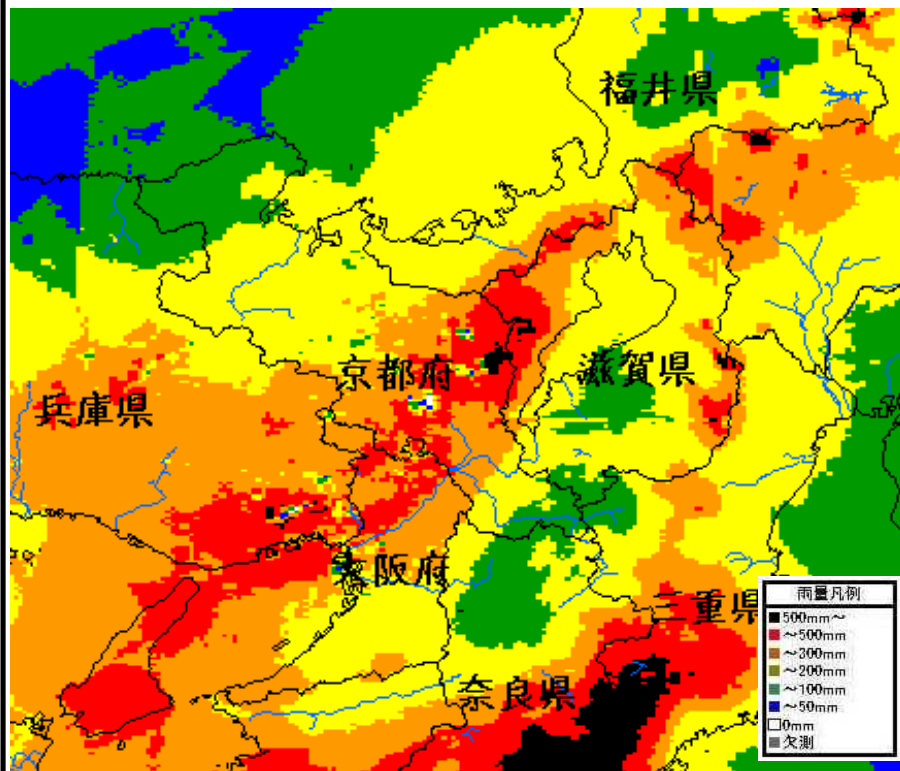 福井県
京都府
滋賀県
兵庫県
大阪府
三重県
奈良県
雨量凡例
500mm～
～500mm
～300mm
～200mm
～100mm
～50mm
0mm
欠測